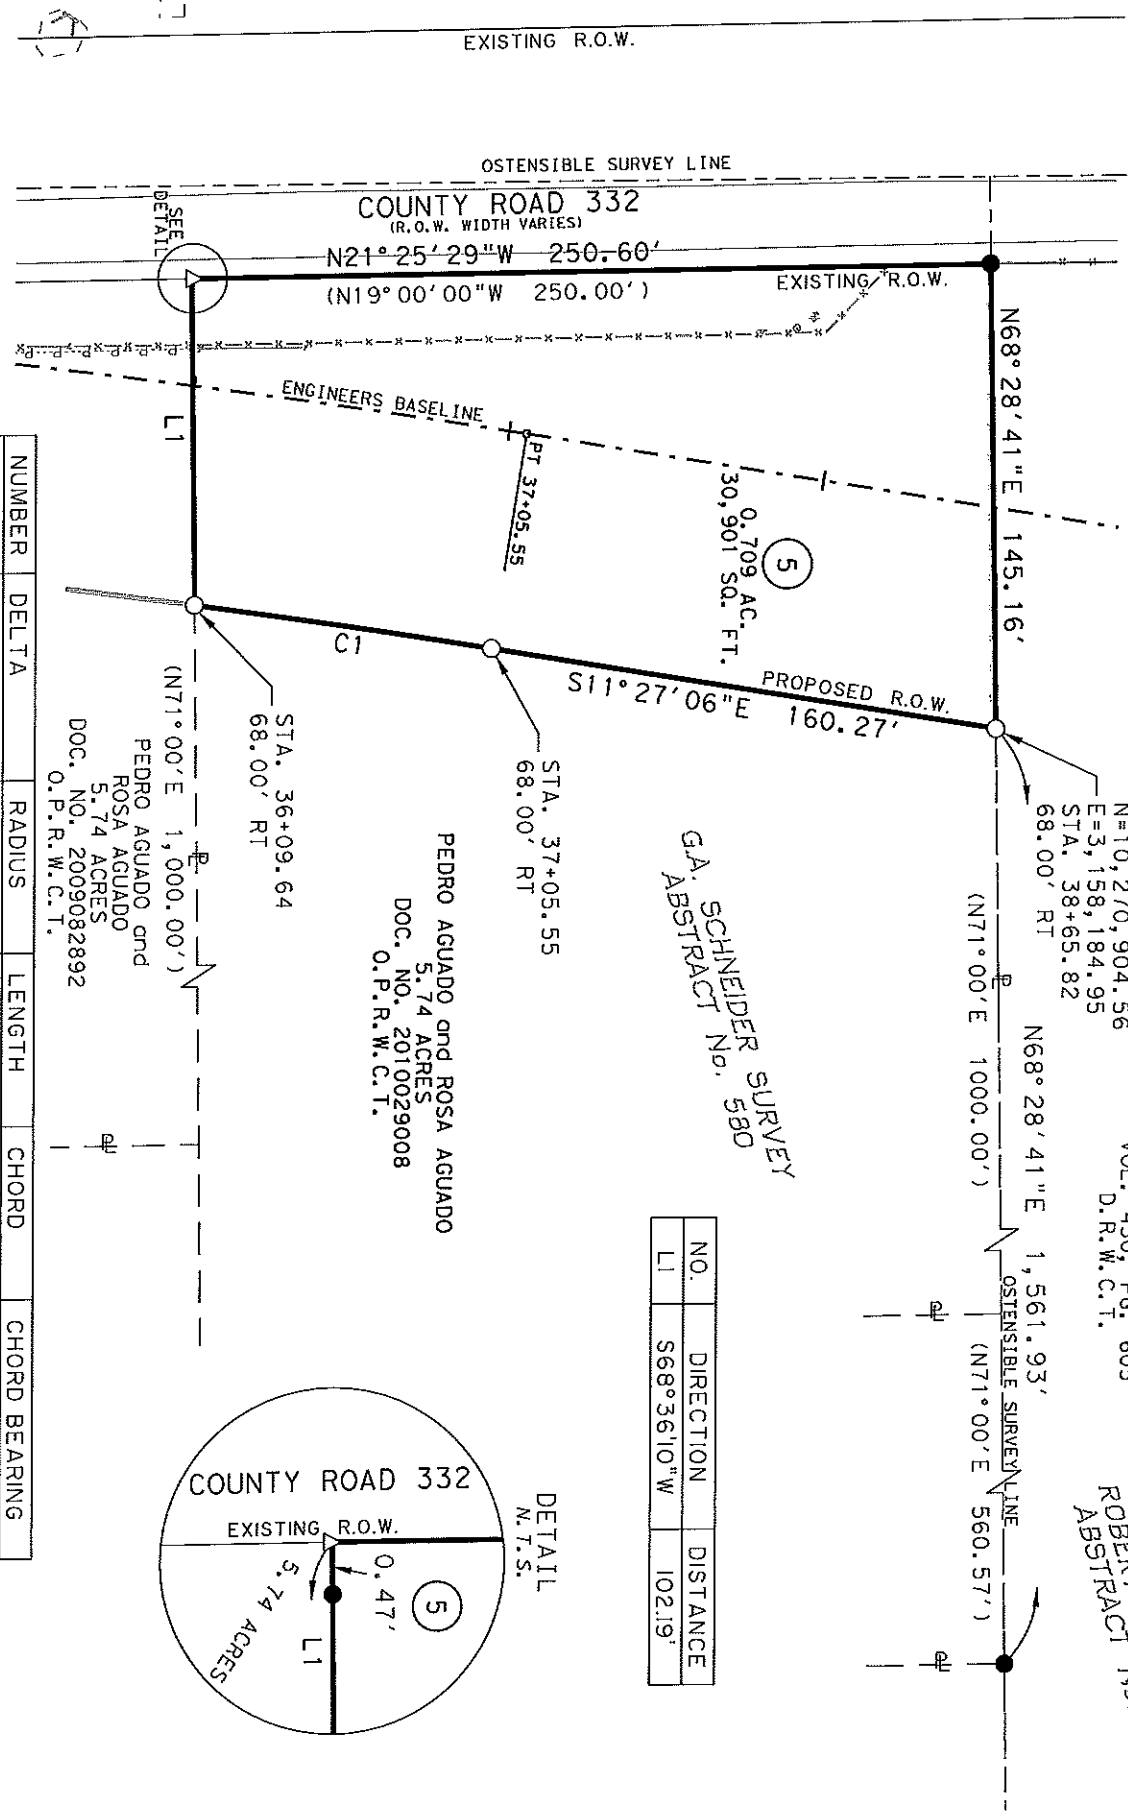 EXISTING R.O.W.
OSTENSIBLE SURVEY LINE
COUNTY ROAD 332
(R.O.W. WIDTH VARIES)
N21°25'29"W 250.60'
(N19°00'00"W 250.00')
EXISTING R.O.W.
SEE
DETAIL
ENGINEERS BASELINE
L1
PT 37+05.55
5
0.709 AC.
30,901 SQ. FT.
N68°28'41"E 145.16'
C1
S11°27'06"E 160.27'
PROPOSED R.O.W.
N=10,270,904.56
E=3,158,184.95
STA. 38+65.82
68.00' RT
STA. 37+05.55
68.00' RT
STA. 36+09.64
68.00' RT
(N71°00'E 1,000.00')
PEDRO AGUADO and
ROSA AGUADO
5.74 ACRES
DOC. NO. 2009082892
O.P.R.W.C.T.
PEDRO AGUADO and ROSA AGUADO
5.74 ACRES
DOC. NO. 2010029008
O.P.R.W.C.T.
G.A. SCHNEIDER SURVEY
ABSTRACT No. 580
(N71°00'E 1000.00')
N68°28'41"E 1,561.93'
OSTENSIBLE SURVEY LINE
(N71°00'E 560.57')
D.R.W.C.T.
ABSTRACT
NO. DIRECTION DISTANCE
L1 S68°36'10"W 102.19'
DETAIL
N.T.S.
COUNTY ROAD 332
EXISTING R.O.W.
0.47'
5
L1
5.74 ACRES
NUMBER DELTA RADIUS LENGTH CHORD CHORD BEARING